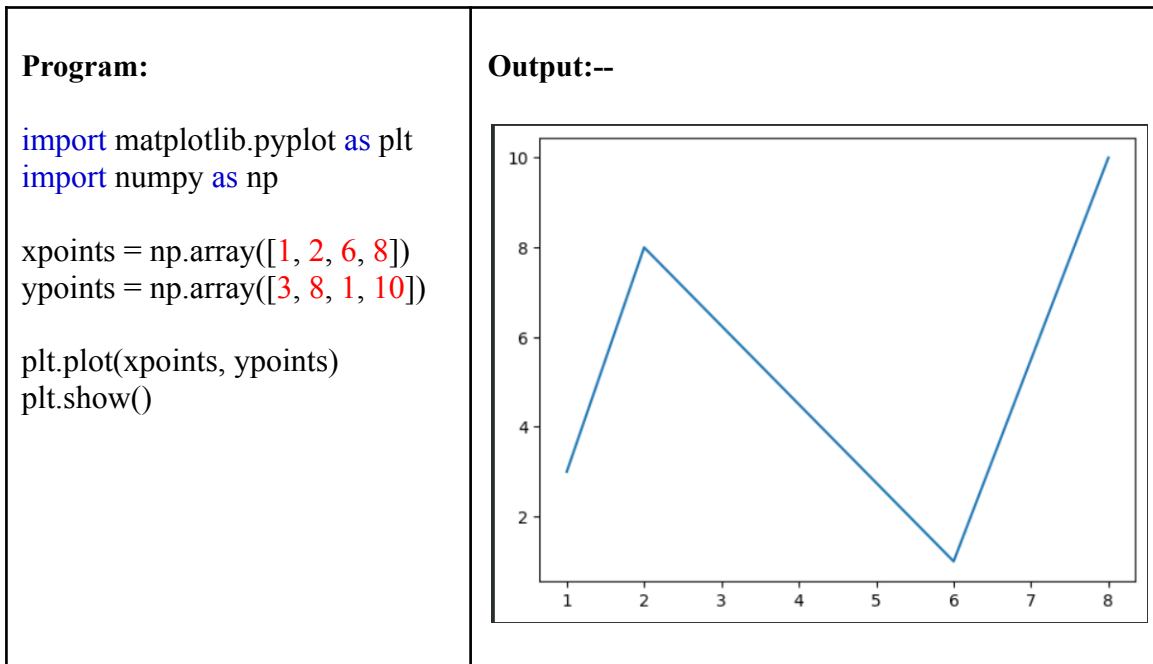 Program:
import matplotlib.pyplot as plt
import numpy as np
xpoints = np.array([1, 2, 6, 8])
ypoints = np.array([3, 8, 1, 10])
plt.plot(xpoints, ypoints)
plt.show()
Output:--
10
8
6
4
2
1 2 3 4 5 6 7 8